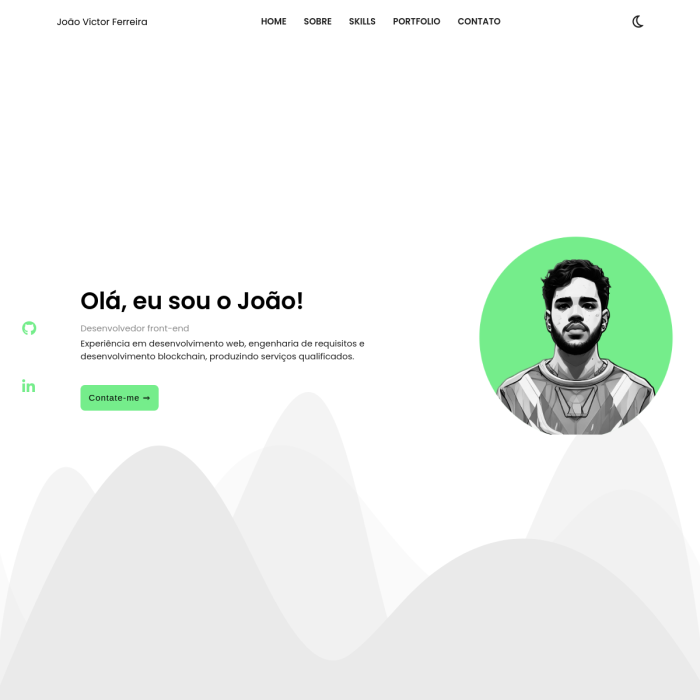 João Victor Ferreira
HOME SOBRE SKILLS PORTFOLIO CONTATO
Olá, eu sou o João!
Desenvolvedor front-end
Experiência em desenvolvimento web, engenharia de requisitos e
desenvolvimento blockchain, produzindo serviços qualificados.
in
Contate-me ⇝